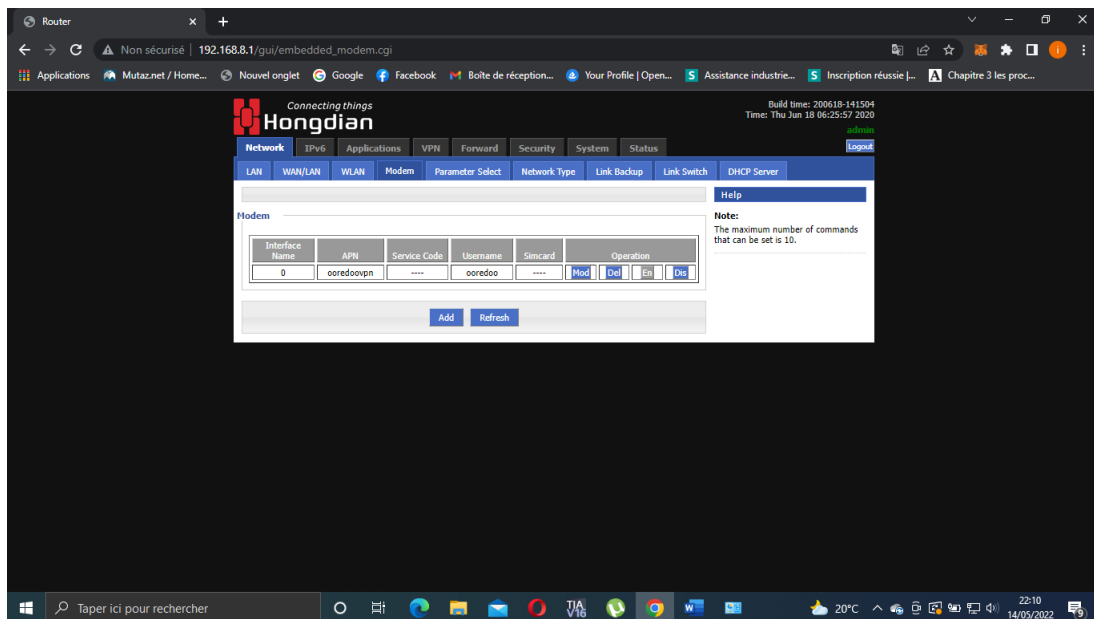 Router
Non sécurisé | 192.168.8.1/gui/embedded_modem.cgi
Applications Mutaz.net / Home... Nouvel onglet Google Facebook Boîte de réception... Your Profile | Open... Assistance industrie... Inscription réussie |... Chapitre 3 les proc...
Connecting things
Hongdian
Build time: 200618-141504
Time: Thu Jun 18 06:25:57 2020
admin
Logout
Network IPv6 Applications VPN Forward Security System Status
LAN WAN/LAN WLAN Modem Parameter Select Network Type Link Backup Link Switch DHCP Server
Help
Note:
The maximum number of commands
that can be set is 10.
Modem
Interface Name APN Service Code Username Simcard Operation
0 ooredoovpn ---- ooredoo ---- Mod Del En Dis
Add Refresh
Taper ici pour rechercher
TIA
V16
20°C
22:10
14/05/2022
9